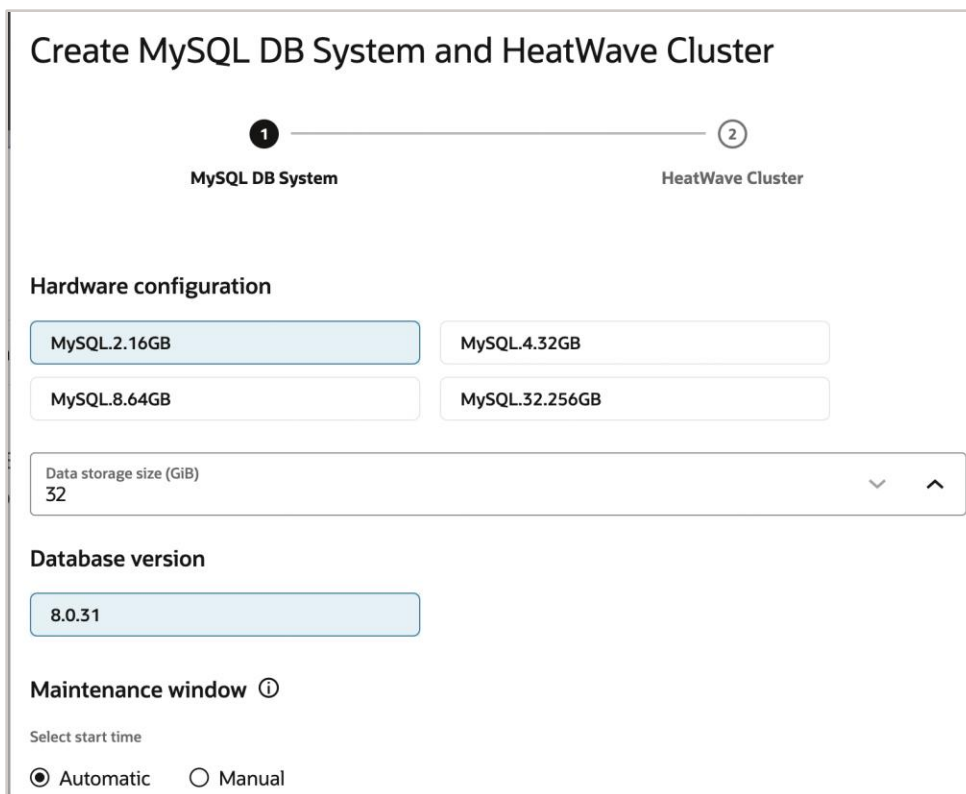 Create MySQL DB System and HeatWave Cluster
1 2
MySQL DB System HeatWave Cluster
Hardware configuration
MySQL.2.16GB MySQL.4.32GB
MySQL.8.64GB MySQL.32.256GB
Data storage size (GiB)
32
Database version
8.0.31
Maintenance window
Select start time
Automatic Manual